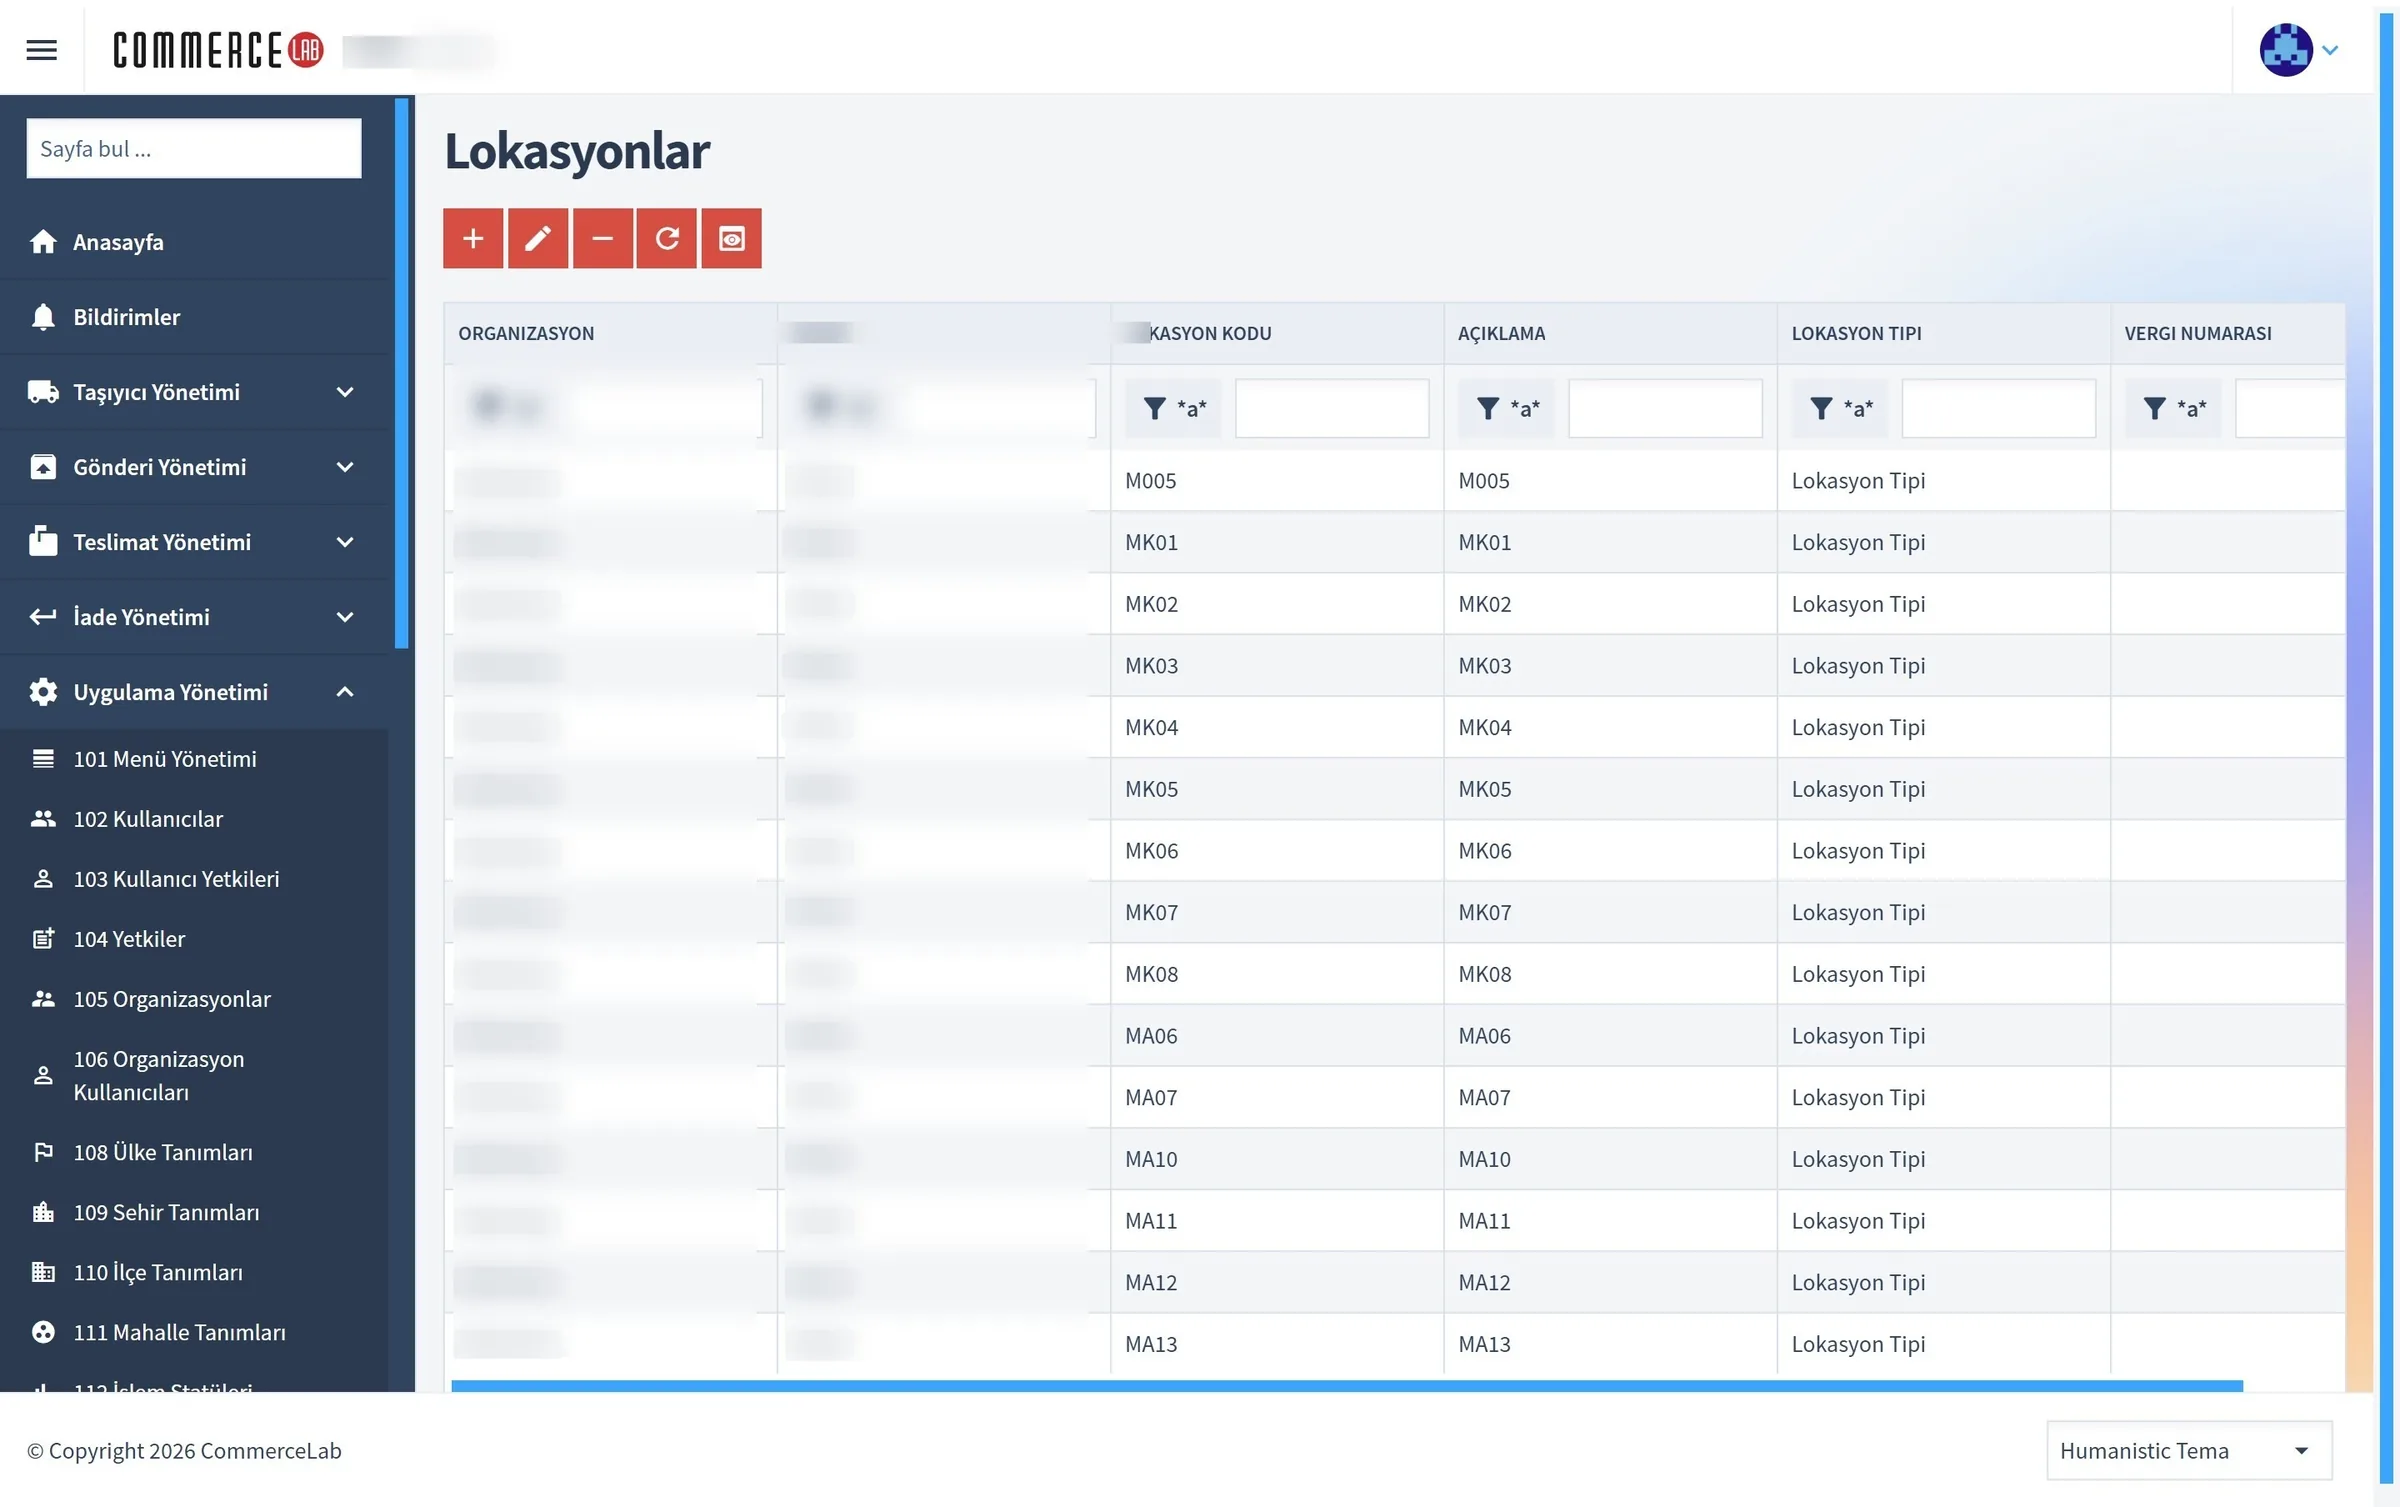 COMMERCE LAB
Sayfa bul ...
Anasayfa
Bildirimler
Taşıyıcı Yönetimi
Gönderi Yönetimi
Teslimat Yönetimi
İade Yönetimi
Uygulama Yönetimi
101 Menü Yönetimi
102 Kullanıcılar
103 Kullanıcı Yetkileri
104 Yetkiler
105 Organizasyonlar
106 Organizasyon
Kullanıcıları
108 Ülke Tanımları
109 Sehir Tanımları
110 İlçe Tanımları
111 Mahalle Tanımları
112 İşlem Statüleri
Lokasyonlar
ORGANIZASYON KASYON KODU AÇIKLAMA LOKASYON TIPI VERGI NUMARASI
*a* *a* *a* *a*
M005 M005 Lokasyon Tipi
MK01 MK01 Lokasyon Tipi
MK02 MK02 Lokasyon Tipi
MK03 MK03 Lokasyon Tipi
MK04 MK04 Lokasyon Tipi
MK05 MK05 Lokasyon Tipi
MK06 MK06 Lokasyon Tipi
MK07 MK07 Lokasyon Tipi
MK08 MK08 Lokasyon Tipi
MA06 MA06 Lokasyon Tipi
MA07 MA07 Lokasyon Tipi
MA10 MA10 Lokasyon Tipi
MA11 MA11 Lokasyon Tipi
MA12 MA12 Lokasyon Tipi
MA13 MA13 Lokasyon Tipi
© Copyright 2026 CommerceLab
Humanistic Tema